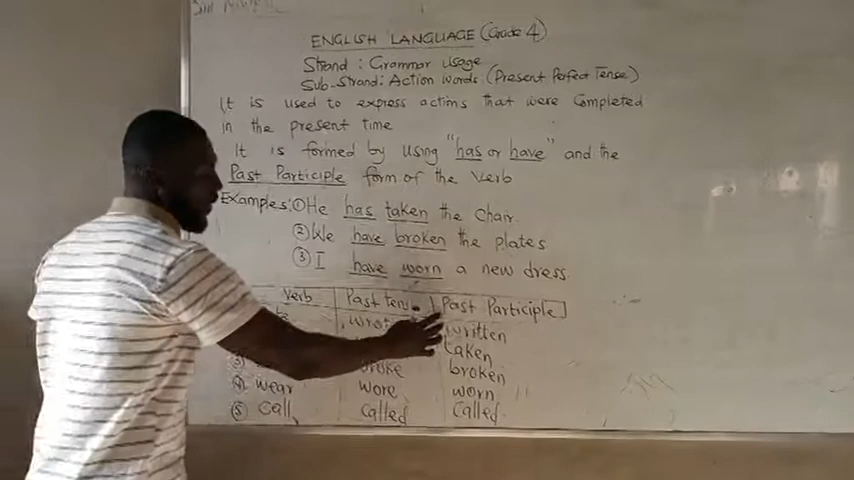 ENGLISH LANGUAGE (Grade 4)
Strand : Grammar usage
Sub-Strand: Action words (Present Perfect Tense)
It is used to express actions that were completed
in the present time
It is formed by using "has or have" and the
Past Participle form of the verb
Examples: ① He has taken the chair.
② We have broken the plates
③ I have worn a new dress
Verb Past Past Participle
written
taken
③ broke broken
④ wear wore worn
⑤ call called called